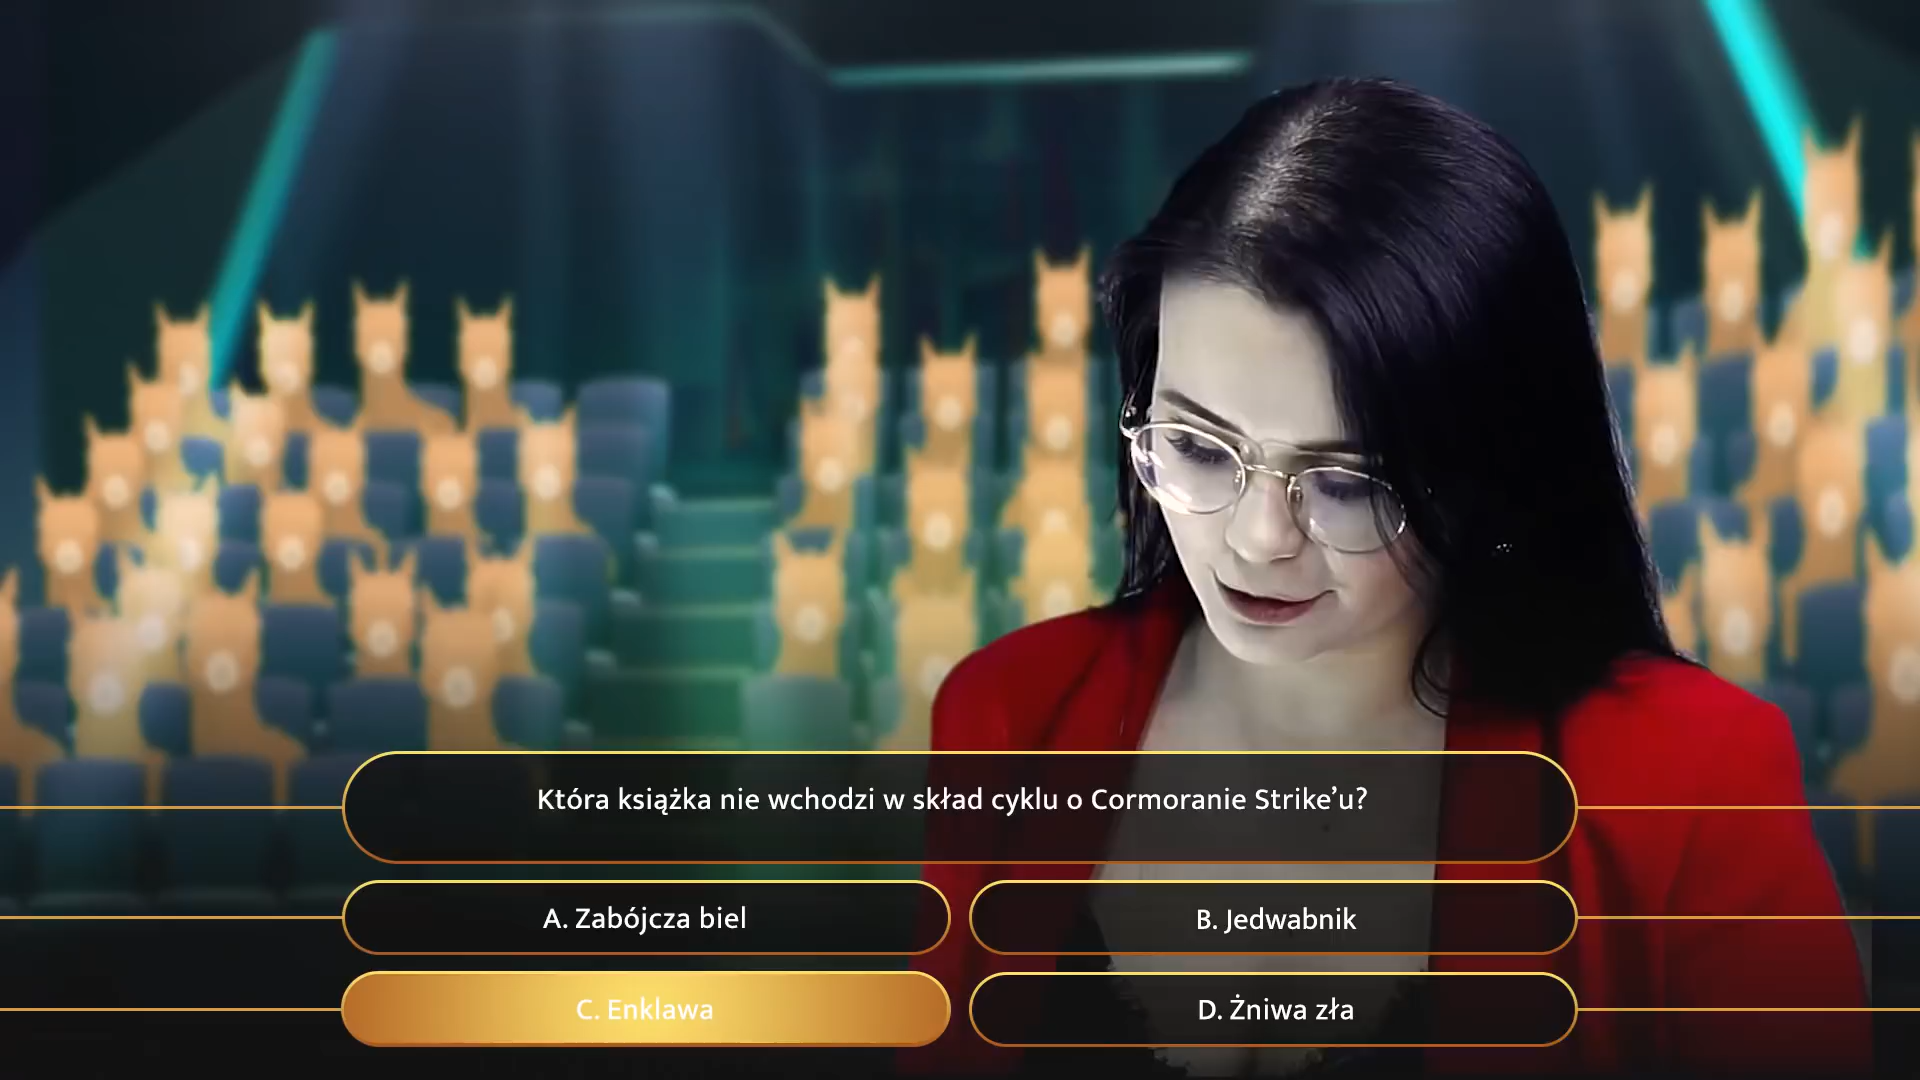 Która książka nie wchodzi w skład cyklu o Cormoranie Strike’u?
A. Zabójcza biel
B. Jedwabnik
C. Enklawa
D. Żniwa zła